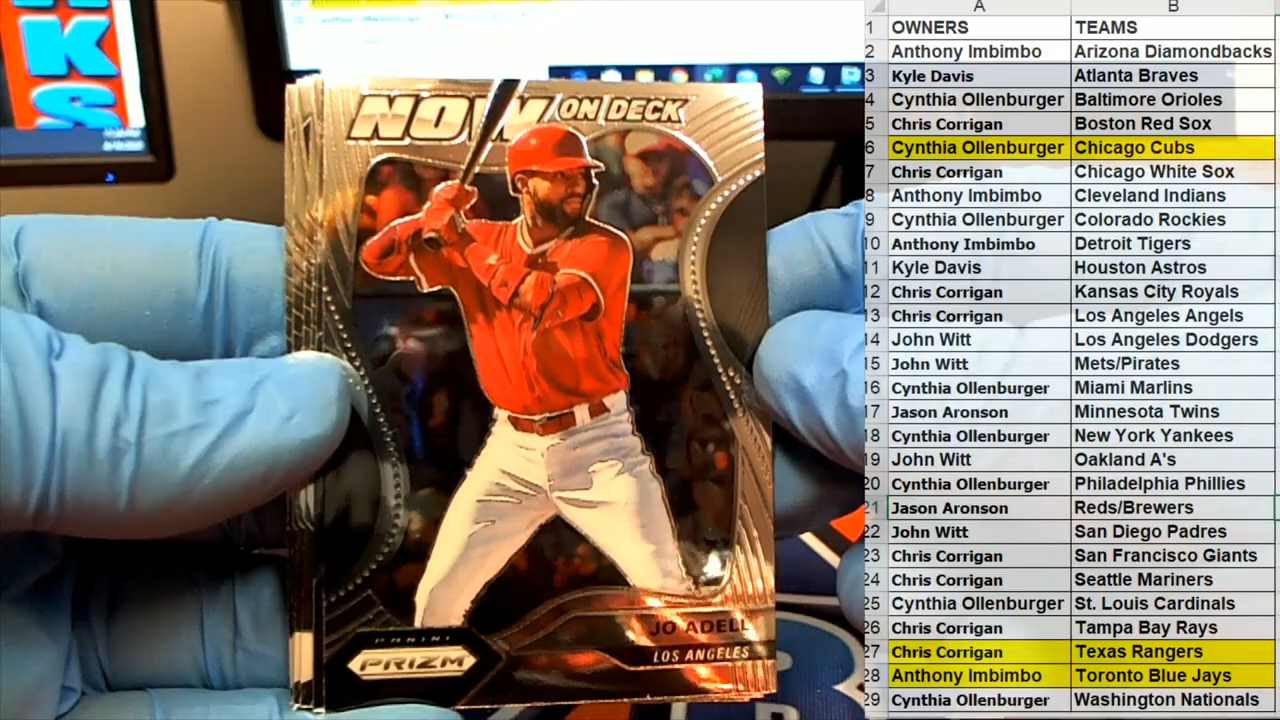 KS
NOW ON DECK
JO ADELL
LOS ANGELES
PANINI
PRIZM
A B
1 OWNERS TEAMS
2 Anthony Imbimbo Arizona Diamondbacks
3 Kyle Davis Atlanta Braves
4 Cynthia Ollenburger Baltimore Orioles
5 Chris Corrigan Boston Red Sox
6 Cynthia Ollenburger Chicago Cubs
7 Chris Corrigan Chicago White Sox
8 Anthony Imbimbo Cleveland Indians
9 Cynthia Ollenburger Colorado Rockies
10 Anthony Imbimbo Detroit Tigers
11 Kyle Davis Houston Astros
12 Chris Corrigan Kansas City Royals
13 Chris Corrigan Los Angeles Angels
14 John Witt Los Angeles Dodgers
15 John Witt Mets/Pirates
16 Cynthia Ollenburger Miami Marlins
17 Jason Aronson Minnesota Twins
18 Cynthia Ollenburger New York Yankees
19 John Witt Oakland A's
20 Cynthia Ollenburger Philadelphia Phillies
21 Jason Aronson Reds/Brewers
22 John Witt San Diego Padres
23 Chris Corrigan San Francisco Giants
24 Chris Corrigan Seattle Mariners
25 Cynthia Ollenburger St. Louis Cardinals
26 Chris Corrigan Tampa Bay Rays
27 Chris Corrigan Texas Rangers
28 Anthony Imbimbo Toronto Blue Jays
29 Cynthia Ollenburger Washington Nationals